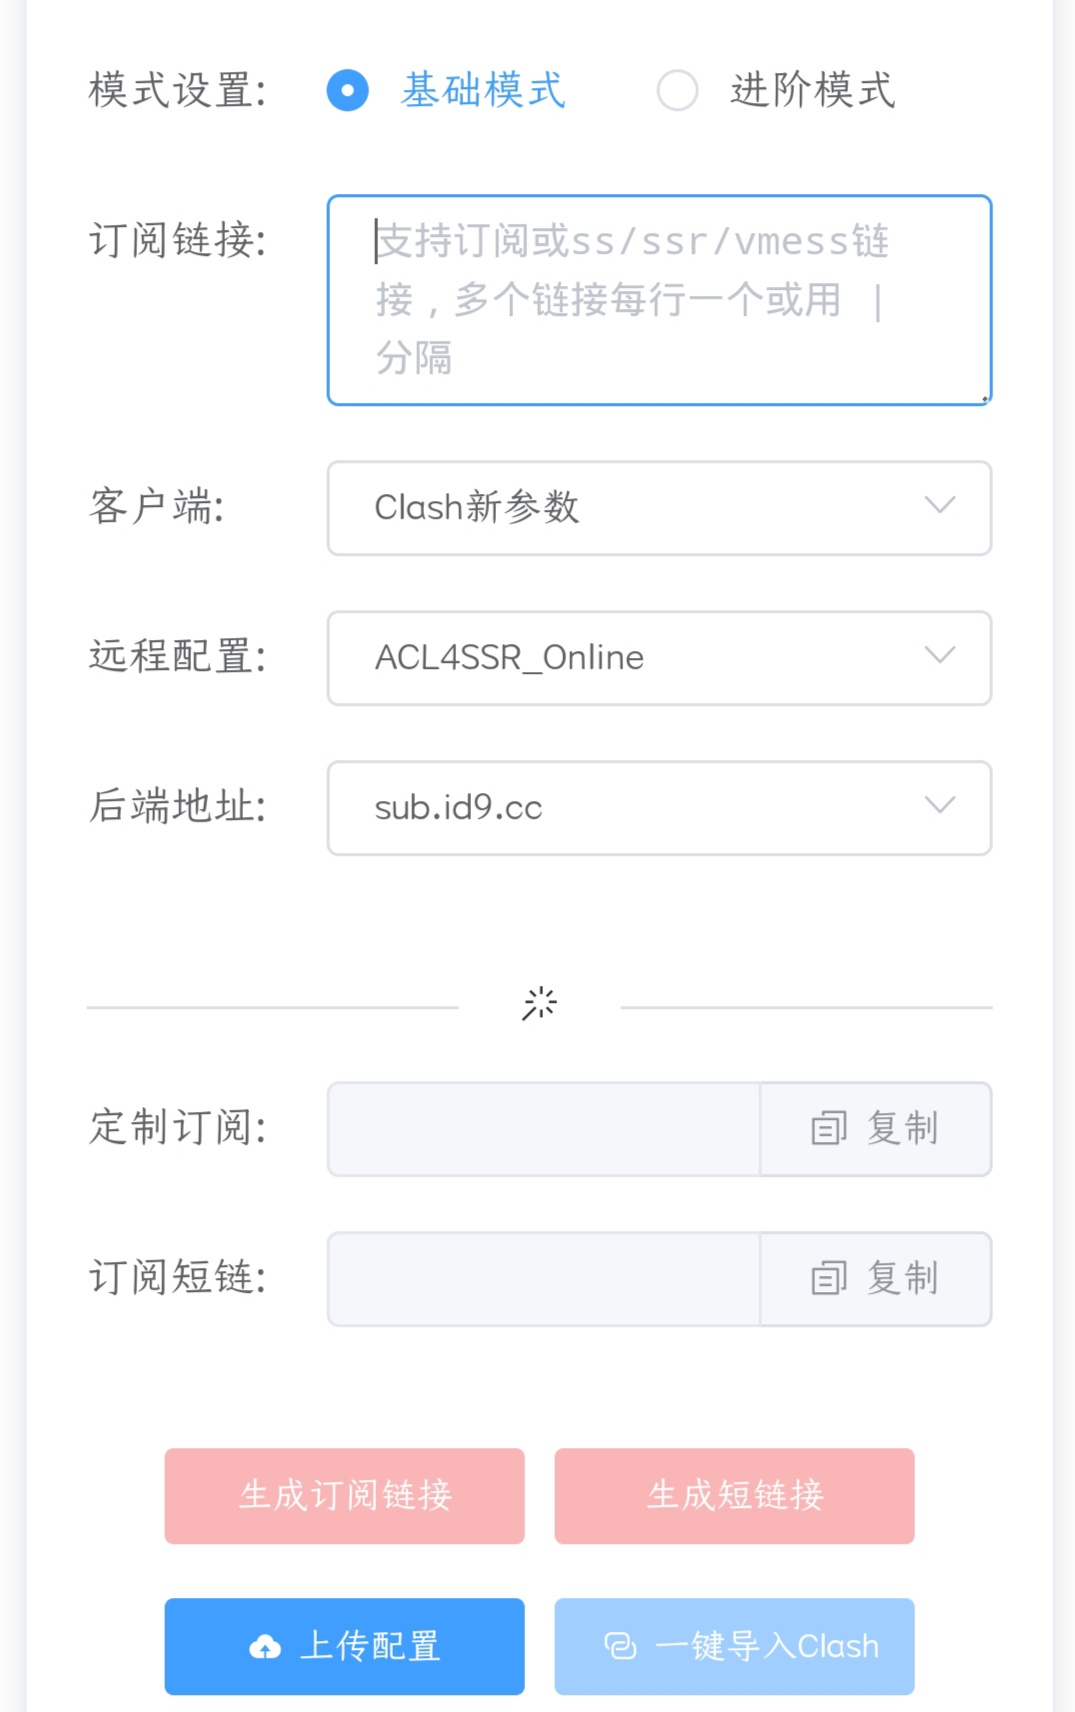 模式设置: 基础模式 进阶模式
订阅链接: 支持订阅或ss/ssr/vmess链
接，多个链接每行一个或用 |
分隔
客户端: Clash新参数
远程配置: ACL4SSR_Online
后端地址: sub.id9.cc
定制订阅: 复制
订阅短链: 复制
生成订阅链接 生成短链接
上传配置 一键导入Clash